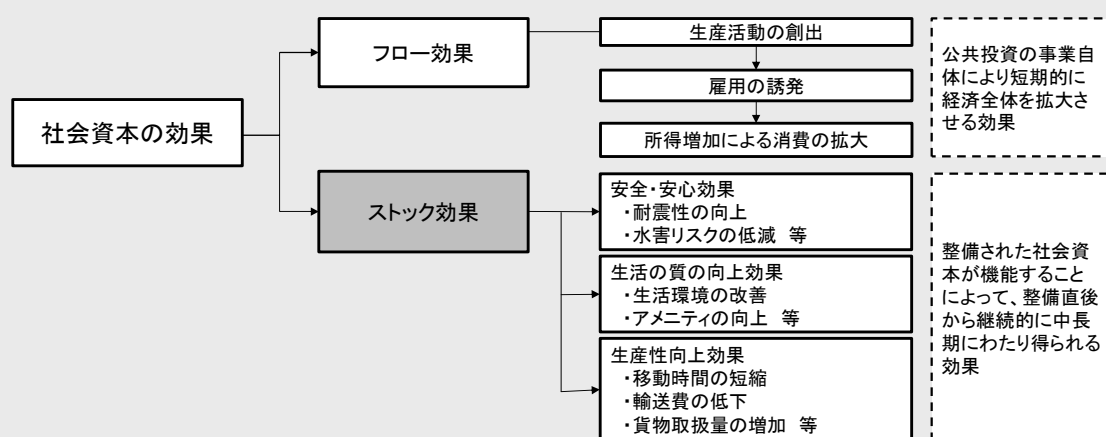 社会資本の効果
フロー効果
生産活動の創出
雇用の誘発
所得増加による消費の拡大
公共投資の事業自
体により短期的に
経済全体を拡大さ
せる効果
ストック効果
安全・安心効果
・耐震性の向上
・水害リスクの低減 等
生活の質の向上効果
・生活環境の改善
・アメニティの向上 等
生産性向上効果
・移動時間の短縮
・輸送費の低下
・貨物取扱量の増加 等
整備された社会資
本が機能すること
によって、整備直後
から継続的に中長
期にわたり得られる
効果